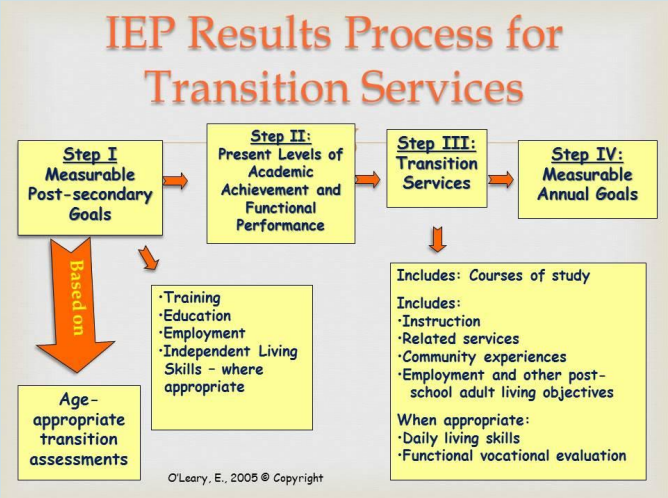 IEP Results Process for
Transition Services
Step I
Measurable
Post-secondary
Goals
Step II:
Present Levels of
Academic
Achievement and
Functional
Performance
Step III:
Transition
Services
Step IV:
Measurable
Annual Goals
Based on
•Training
•Education
•Employment
•Independent Living
Skills – where
appropriate
Includes: Courses of study
Includes:
•Instruction
•Related services
•Community experiences
•Employment and other post-
school adult living objectives
When appropriate:
•Daily living skills
•Functional vocational evaluation
Age-
appropriate
transition
assessments
O'Leary, E., 2005 © Copyright